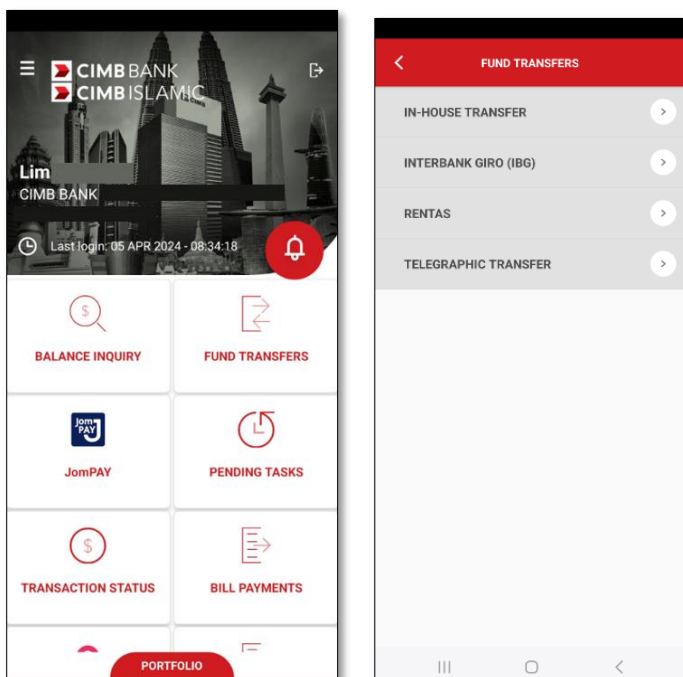 CIMB BANK
CIMB ISLAMIC
Lim
CIMB BANK
Last login: 05 APR 2024 - 08:34:18
$
BALANCE INQUIRY
FUND TRANSFERS
Jom
PAY
JomPAY
PENDING TASKS
$
TRANSACTION STATUS
BILL PAYMENTS
PORTFOLIO
FUND TRANSFERS
IN-HOUSE TRANSFER
INTERBANK GIRO (IBG)
RENTAS
TELEGRAPHIC TRANSFER